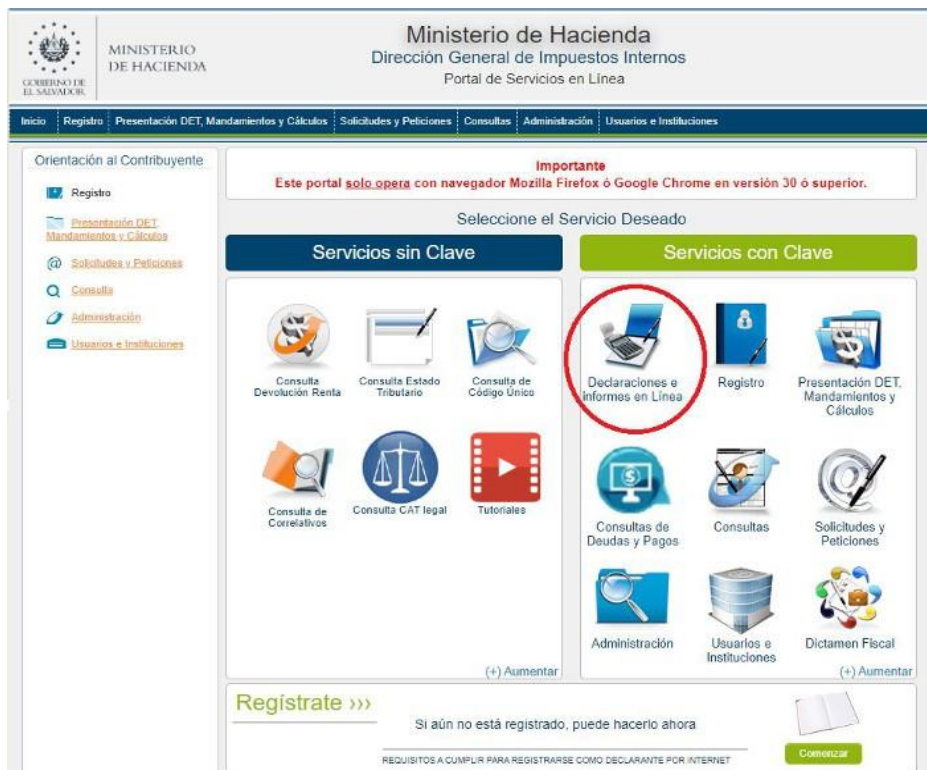 GOBIERNO DE
EL SALVADOR
MINISTERIO
DE HACIENDA
Ministerio de Hacienda
Dirección General de Impuestos Internos
Portal de Servicios en Línea
Inicio Registro Presentación DET, Mandamientos y Cálculos Solicitudes y Peticiones Consultas Administración Usuarios e Instituciones
Orientación al Contribuyente
Registro
Presentación DET,
Mandamientos y Cálculos
Solicitudes y Peticiones
Consulta
Administración
Usuarios e Instituciones
Importante
Este portal solo opera con navegador Mozilla Firefox ó Google Chrome en versión 30 ó superior.
Seleccione el Servicio Deseado
Servicios sin Clave
Consulta
Devolución Renta
Consulta Estado
Tributario
Consulta de
Código Único
Consulta de
Correlativos
Consulta CAT legal
Tutoriales
(+) Aumentar
Servicios con Clave
Declaraciones e
informes en Línea
Registro
Presentación DET,
Mandamientos y
Cálculos
Consultas de
Deudas y Pagos
Consultas
Solicitudes y
Peticiones
Administración
Usuarios e
Instituciones
Dictamen Fiscal
(+) Aumentar
Regístrate ›››
Si aún no está registrado, puede hacerlo ahora
REQUISITOS A CUMPLIR PARA REGISTRARSE COMO DECLARANTE POR INTERNET
Comenzar